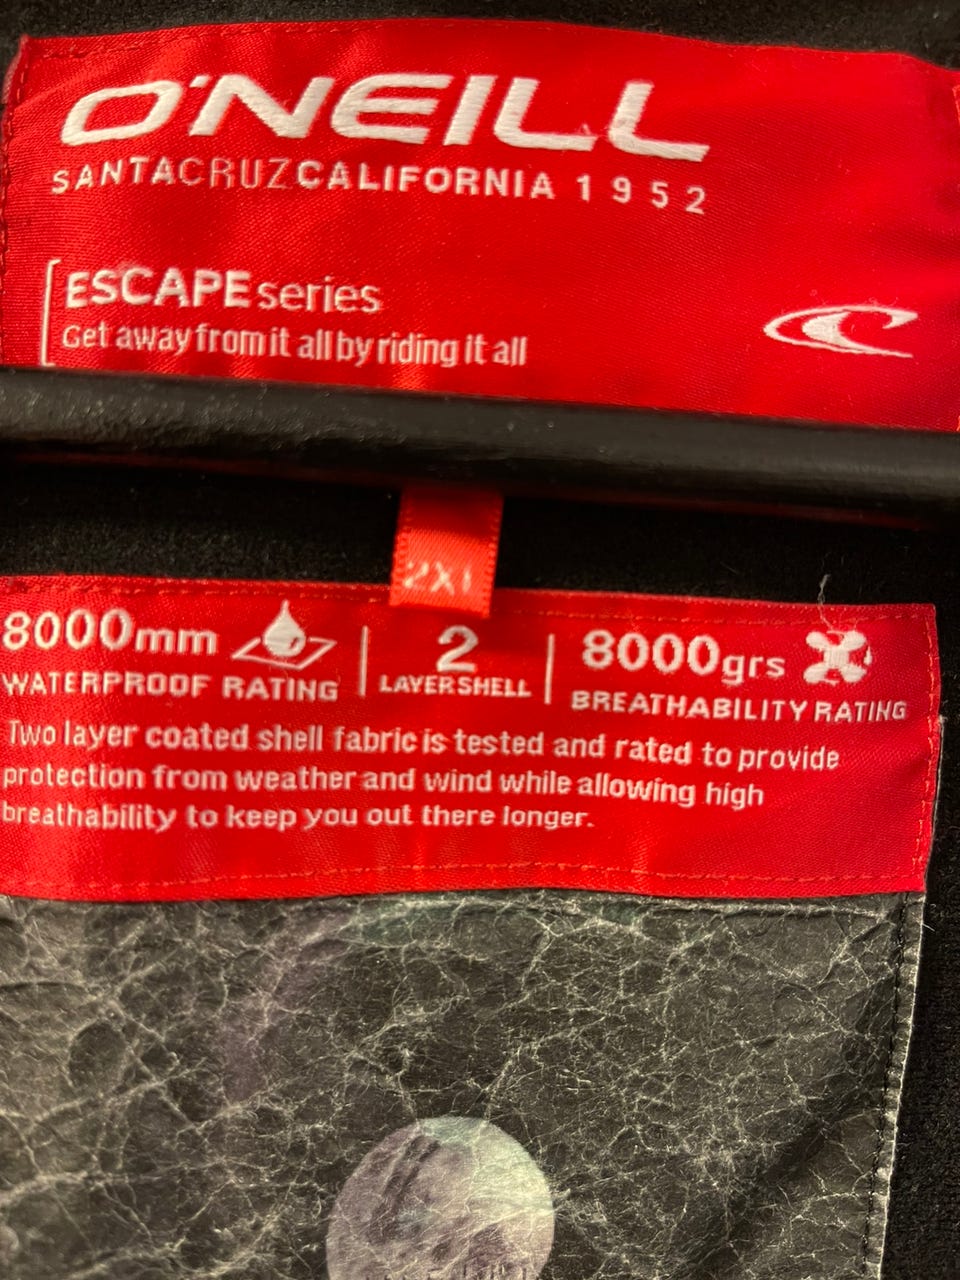 O'NEILL
SANTACRUZCALIFORNIA 1952
ESCAPE series
Get away from it all by riding it all
2XL
8000mm
WATERPROOF RATING
2
LAYER SHELL
8000grs
BREATHABILITY RATING
Two layer coated shell fabric is tested and rated to provide
protection from weather and wind while allowing high
breathability to keep you out there longer.